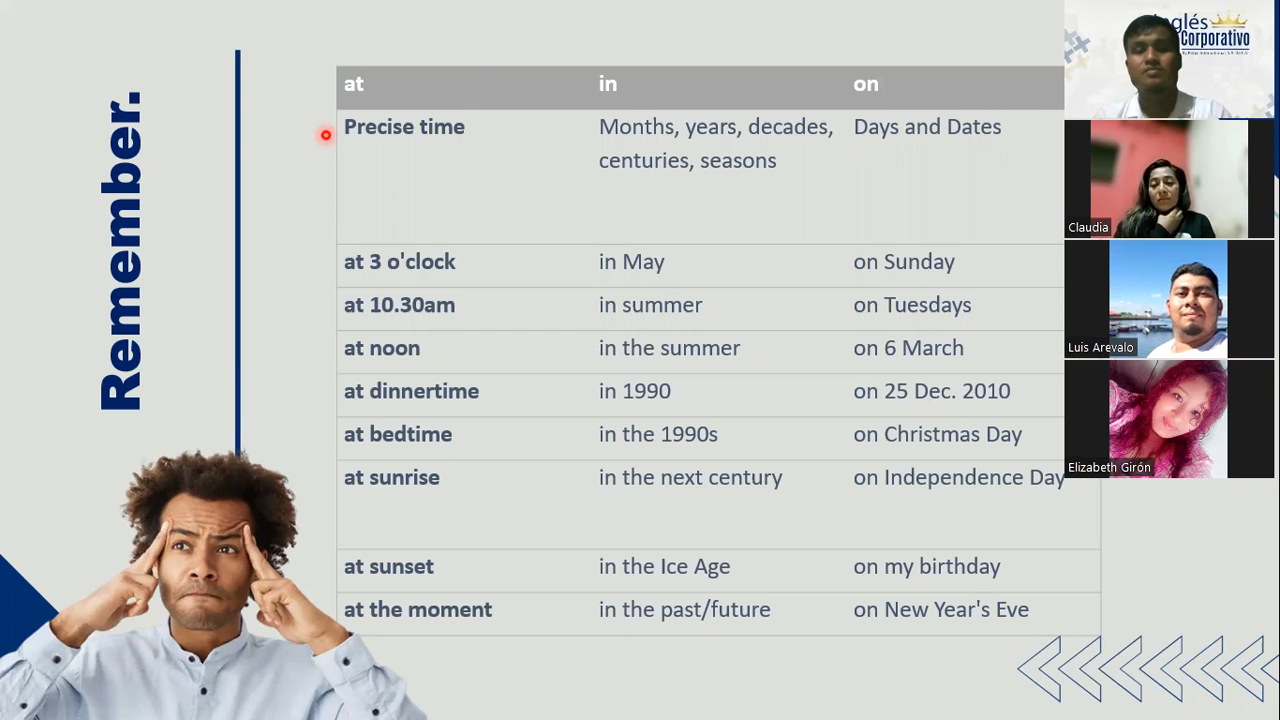 Remember.
at in on
Precise time Months, years, decades, Days and Dates
centuries, seasons
at 3 o'clock in May on Sunday
at 10.30am in summer on Tuesdays
at noon in the summer on 6 March
at dinnertime in 1990 on 25 Dec. 2010
at bedtime in the 1990s on Christmas Day
at sunrise in the next century on Independence Day
at sunset in the Ice Age on my birthday
at the moment in the past/future on New Year's Eve
Inglés
Corporativo
Claudia
Luis Arevalo
Elizabeth Girón